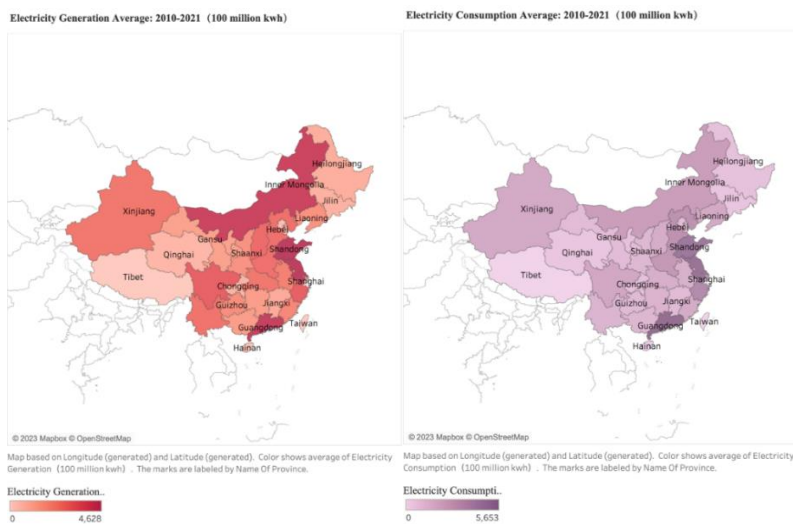 Electricity Generation Average: 2010-2021（100 million kwh）
Heilongjiang
Inner Mongolia
Jilin
Liaoning
Xinjiang
Hebei
Gansu
Shandong
Qinghai
Shaanxi
Tibet
Shanghai
Chongqing
Guizhou
Jiangxi
Guangdong
Taiwan
Hainan
© 2023 Mapbox © OpenStreetMap
Map based on Longitude (generated) and Latitude (generated). Color shows average of Electricity
Generation（100 million kwh）. The marks are labeled by Name Of Province.
Electricity Generation..
0 4,628
Electricity Consumption Average: 2010-2021（100 million kwh）
Heilongjiang
Inner Mongolia
Jilin
Liaoning
Xinjiang
Hebei
Gansu
Shandong
Qinghai
Shaanxi
Tibet
Shanghai
Chongqing
Guizhou
Jiangxi
Guangdong
Taiwan
Hainan
© 2023 Mapbox © OpenStreetMap
Map based on Longitude (generated) and Latitude (generated). Color shows average of Electricity
Consumption（100 million kwh）. The marks are labeled by Name Of Province.
Electricity Consumpti..
0 5,653